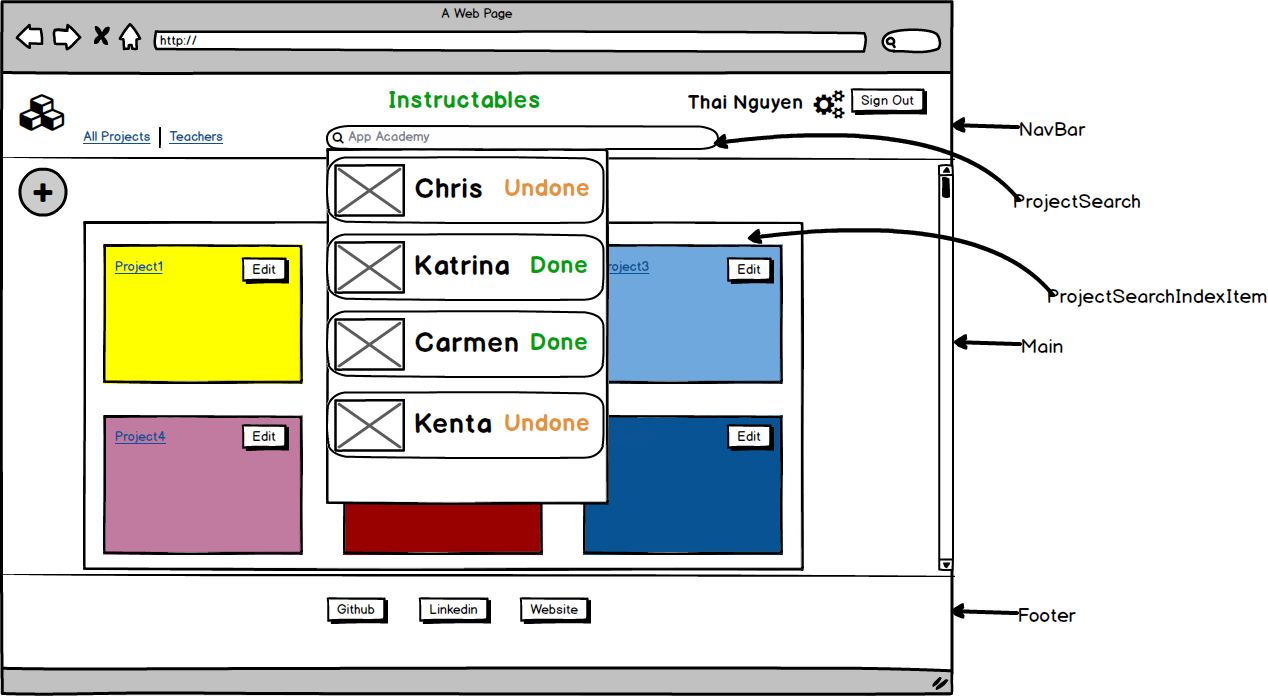 A Web Page
http://
Instructables
Thai Nguyen
Sign Out
All Projects
Teachers
App Academy
NavBar
ProjectSearch
Chris Undone
Project1
Edit
Katrina Done
roject3
Edit
ProjectSearchIndexItem
Carmen Done
Main
Project4
Edit
Kenta Undone
Edit
Github
Linkedin
Website
Footer